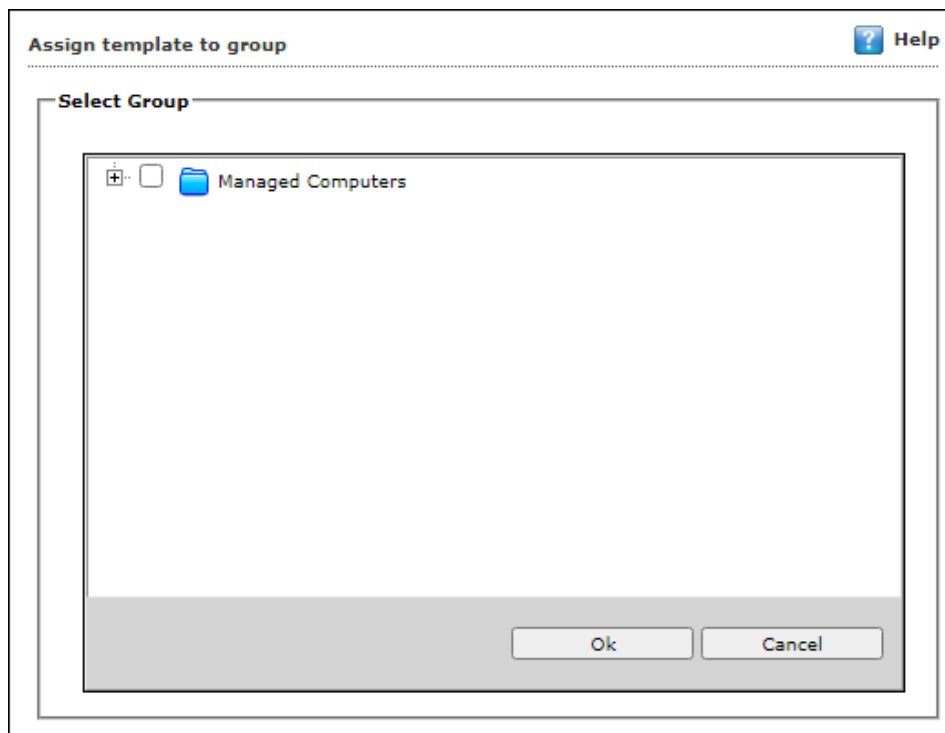 Assign template to group
? Help
Select Group
Managed Computers
Ok Cancel